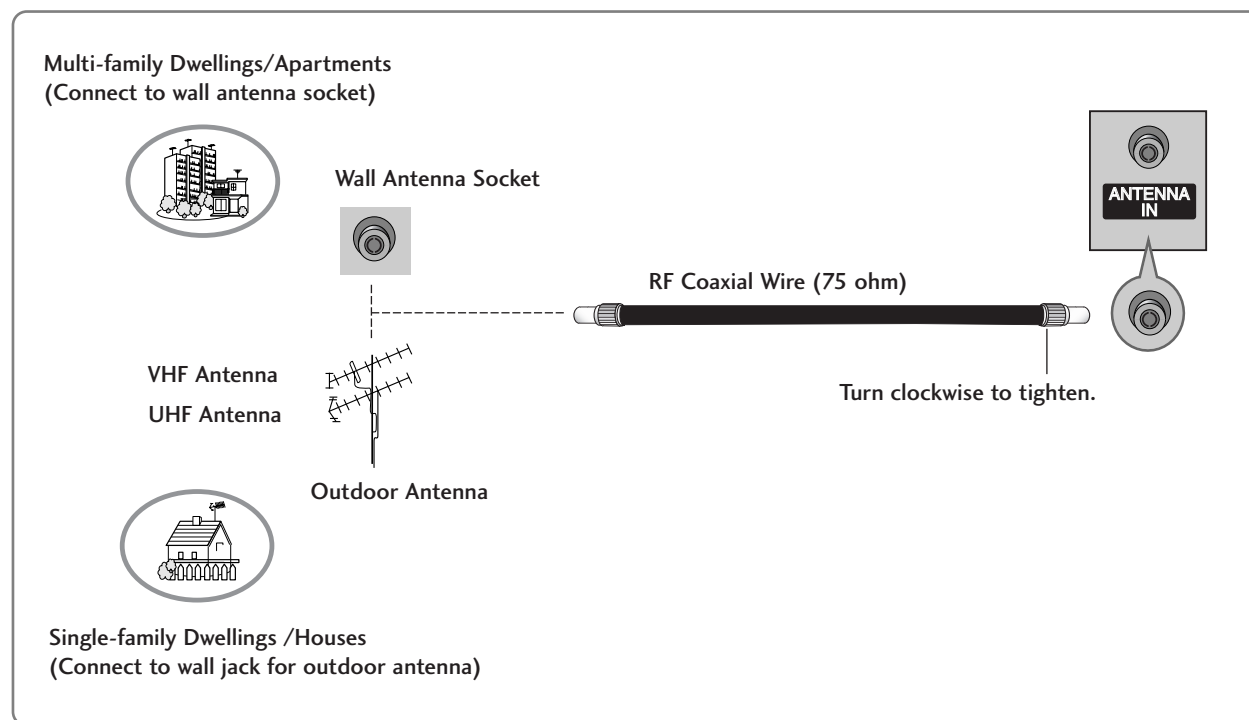 Multi-family Dwellings/Apartments
(Connect to wall antenna socket)
Wall Antenna Socket
ANTENNA
IN
RF Coaxial Wire (75 ohm)
VHF Antenna
UHF Antenna
Turn clockwise to tighten.
Outdoor Antenna
Single-family Dwellings /Houses
(Connect to wall jack for outdoor antenna)